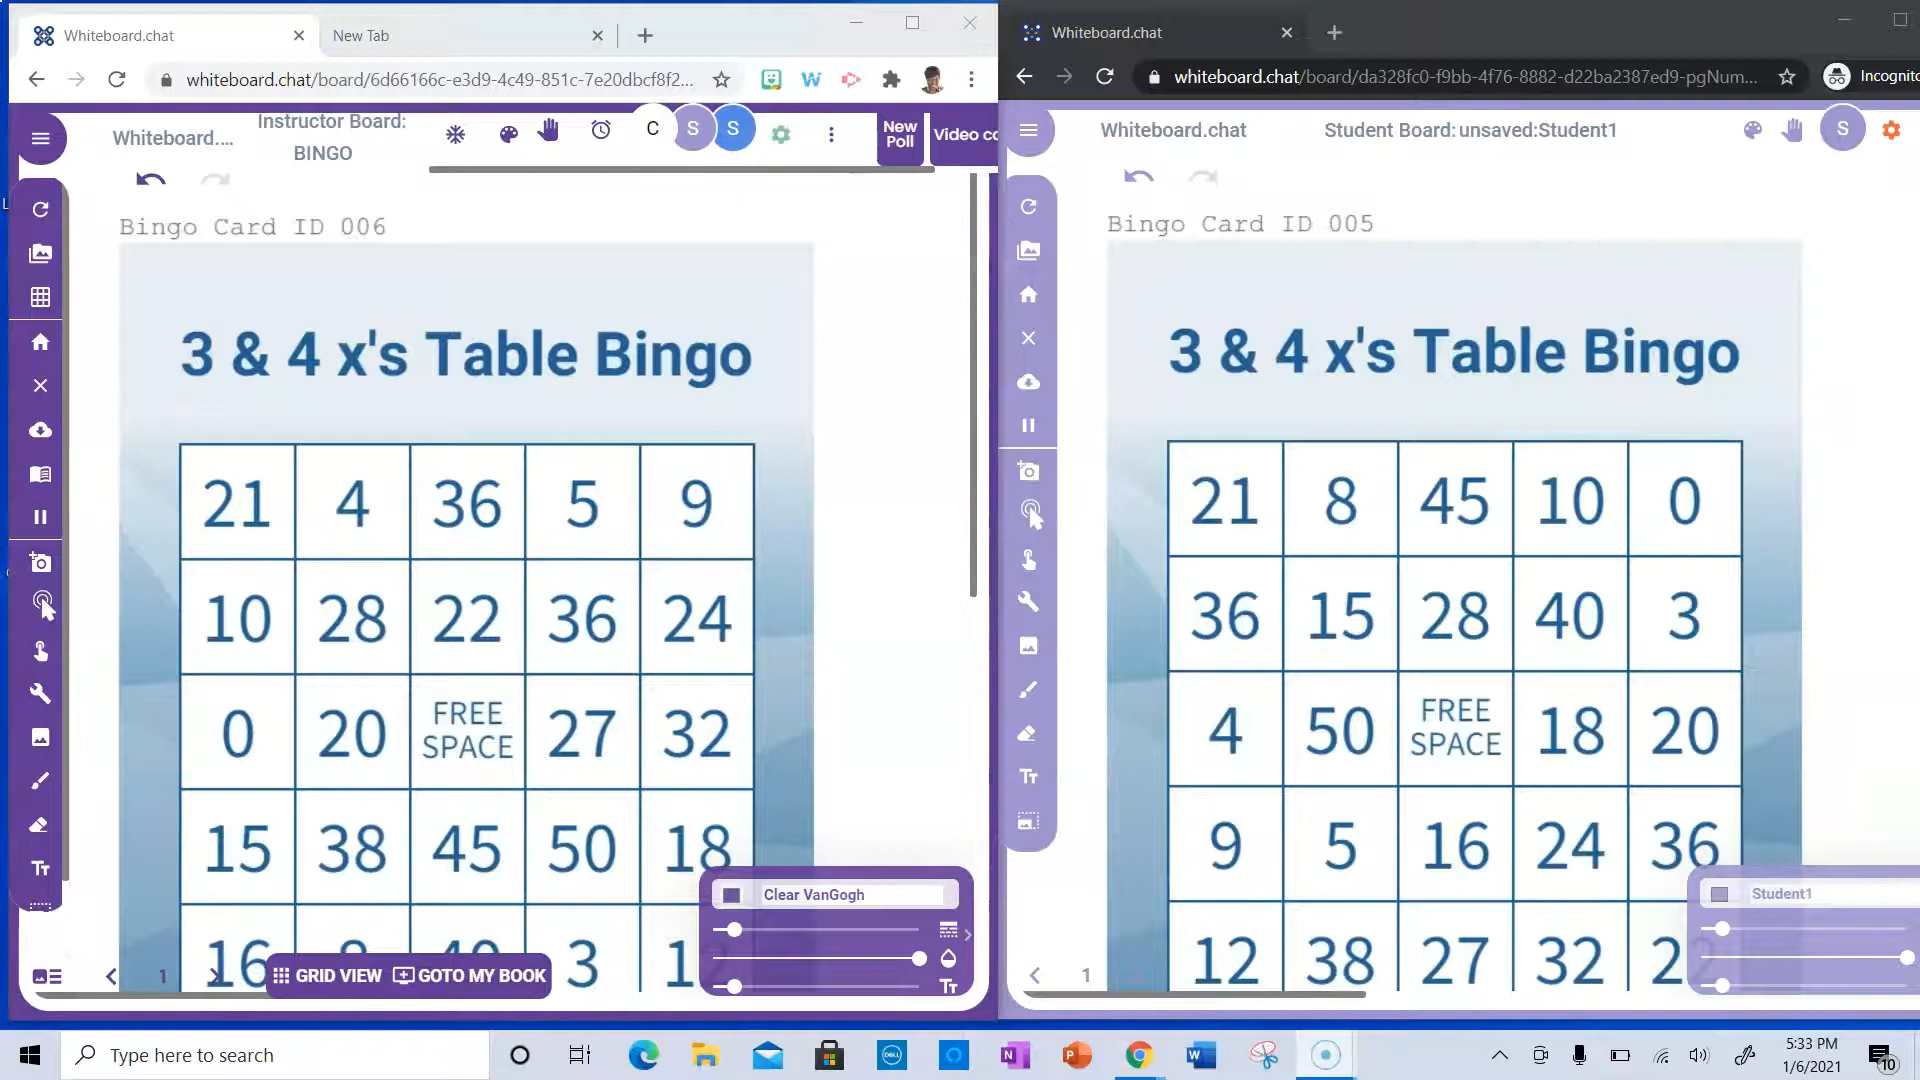 Whiteboard.chat
New Tab
whiteboard.chat/board/6d66166c-e3d9-4c49-851c-7e20dbcf8f2...
Whiteboard....
Instructor Board:
BINGO
C
S
S
New
Poll
Video co
Bingo Card ID 006
3 & 4 x's Table Bingo
21 4 36 5 9
10 28 22 36 24
0 20 FREE SPACE 27 32
15 38 45 50 18
16 3
Clear VanGogh
Tт
Tт
1
GRID VIEW
GOTO MY BOOK
Whiteboard.chat
whiteboard.chat/board/da328fc0-f9bb-4f76-8882-d22ba2387ed9-pgNum...
Incognito
Whiteboard.chat
Student Board: unsaved:Student1
S
Bingo Card ID 005
3 & 4 x's Table Bingo
21 8 45 10 0
36 15 28 40 3
4 50 FREE SPACE 18 20
9 5 16 24 36
12 38 27 32
Student1
Tт
1
Type here to search
DELL
5:33 PM
1/6/2021
10